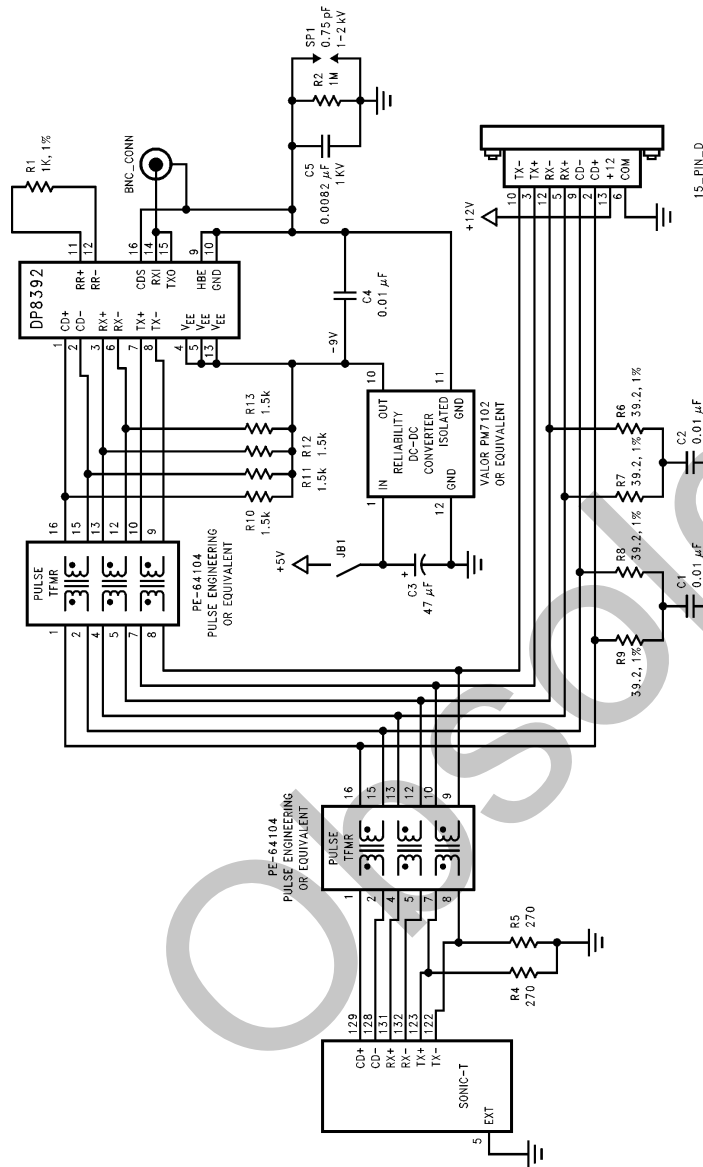 R1
1K, 1%
DP8392
11
12
RR+
RR-
CD+
CD-
RX+
RX-
TX+
TX-
VEE
VEE
VEE
1
2
3
6
7
8
4
5
13
CDS
RXI
TXO
HBE
GND
16
14
15
9
10
BNC_CONN
C5
0.0082 µF
1 KV
R2
1M
SP1
0.75 pF
1-2 kV
C4
0.01 µF
-9V
R13
1.5k
R12
1.5k
R11
1.5k
R10
1.5k
PULSE
TFMR
1
2
4
5
7
8
16
15
13
12
10
9
PE-64104
PULSE ENGINEERING
OR EQUIVALENT
+5V
JB1
C3
+
47 µF
1
12
IN
GND
RELIABILITY
DC-DC
CONVERTER
ISOLATED
OUT
GND
10
11
VALOR PM7102
OR EQUIVALENT
+12V
10
3
12
5
9
2
13
6
TX-
TX+
RX-
RX+
CD-
CD+
+12
COM
15_PIN_D
R6
39.2, 1%
R7
39.2, 1%
R8
39.2, 1%
R9
39.2, 1%
C2
0.01 µF
C1
0.01 µF
PE-64104
PULSE ENGINEERING
OR EQUIVALENT
PULSE
TFMR
1
2
4
5
7
8
16
15
13
12
10
9
R5
270
R4
270
129
128
131
132
123
122
CD+
CD-
RX+
RX-
TX+
TX-
SONIC-T
EXT
5